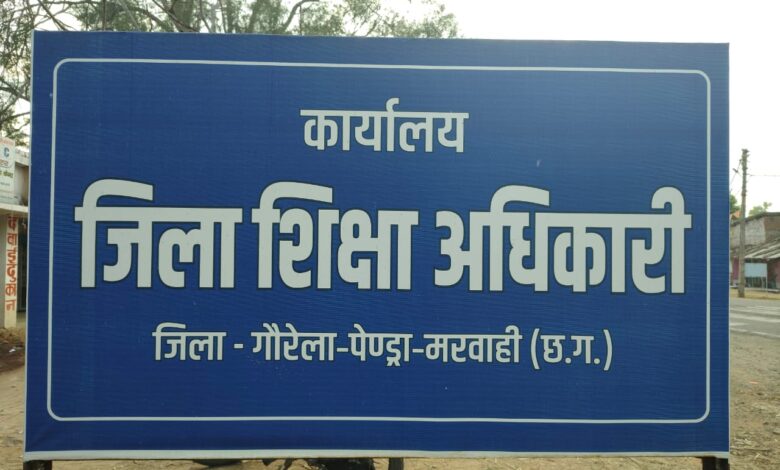 कार्यालय
जिला शिक्षा अधिकारी
जिला - गौरेला-पेण्ड्रा-मरवाही (छ.ग.)